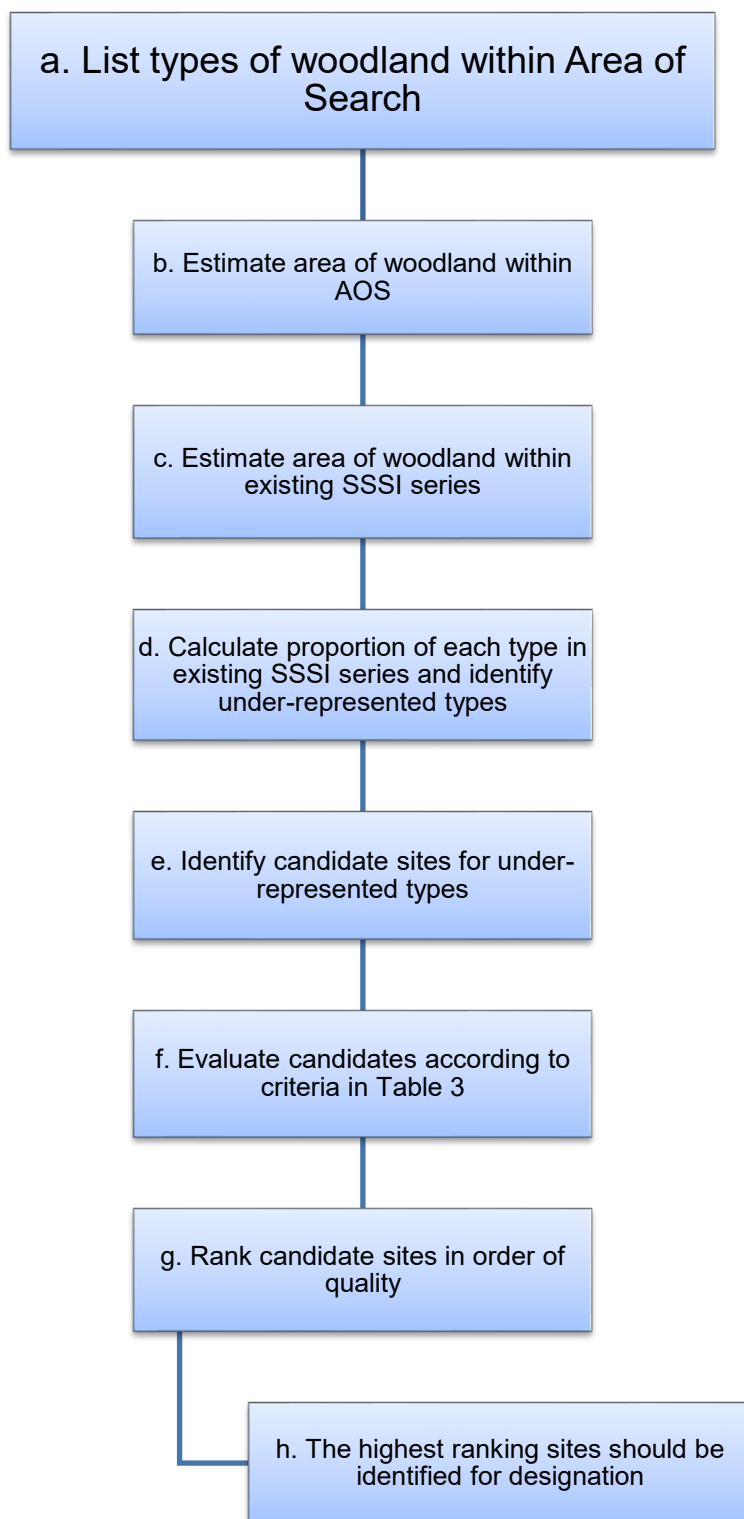 a. List types of woodland within Area of
Search
b. Estimate area of woodland within
AOS
c. Estimate area of woodland within
existing SSSI series
d. Calculate proportion of each type in
existing SSSI series and identify
under-represented types
e. Identify candidate sites for under-
represented types
f. Evaluate candidates according to
criteria in Table 3
g. Rank candidate sites in order of
quality
h. The highest ranking sites should be
identified for designation